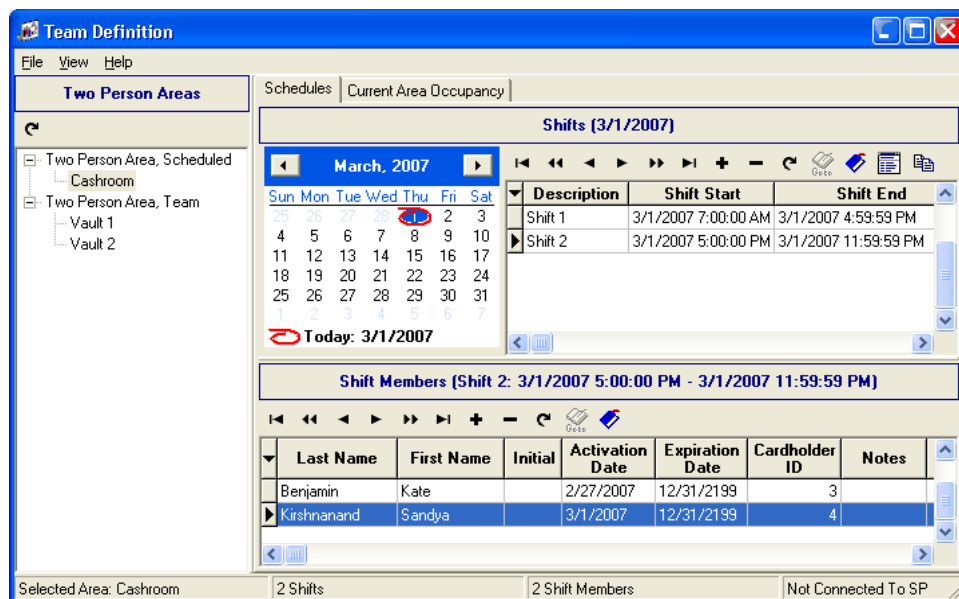 Team Definition
File View Help
Two Person Areas
Two Person Area, Scheduled
Cashroom
Two Person Area, Team
Vault 1
Vault 2
Schedules Current Area Occupancy
Shifts (3/1/2007)
March, 2007
Sun Mon Tue Wed Thu Fri Sat
25 26 27 28 1 2 3
4 5 6 7 8 9 10
11 12 13 14 15 16 17
18 19 20 21 22 23 24
25 26 27 28 29 30 31
1 2 3 4 5 6 7
Today: 3/1/2007
Goto
Description Shift Start Shift End
Shift 1 3/1/2007 7:00:00 AM 3/1/2007 4:59:59 PM
Shift 2 3/1/2007 5:00:00 PM 3/1/2007 11:59:59 PM
Shift Members (Shift 2: 3/1/2007 5:00:00 PM - 3/1/2007 11:59:59 PM)
Goto
Last Name First Name Initial Activation Date Expiration Date Cardholder ID Notes
Benjamin Kate 2/27/2007 12/31/2199 3
Kirshnanand Sandya 3/1/2007 12/31/2199 4
Selected Area: Cashroom 2 Shifts 2 Shift Members Not Connected To SP